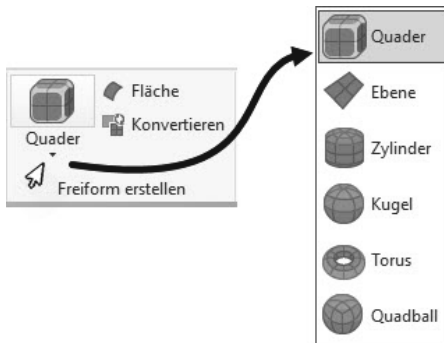 Fläche
Konvertieren
Quader
Freiform erstellen
Quader
Ebene
Zylinder
Kugel
Torus
Quadball